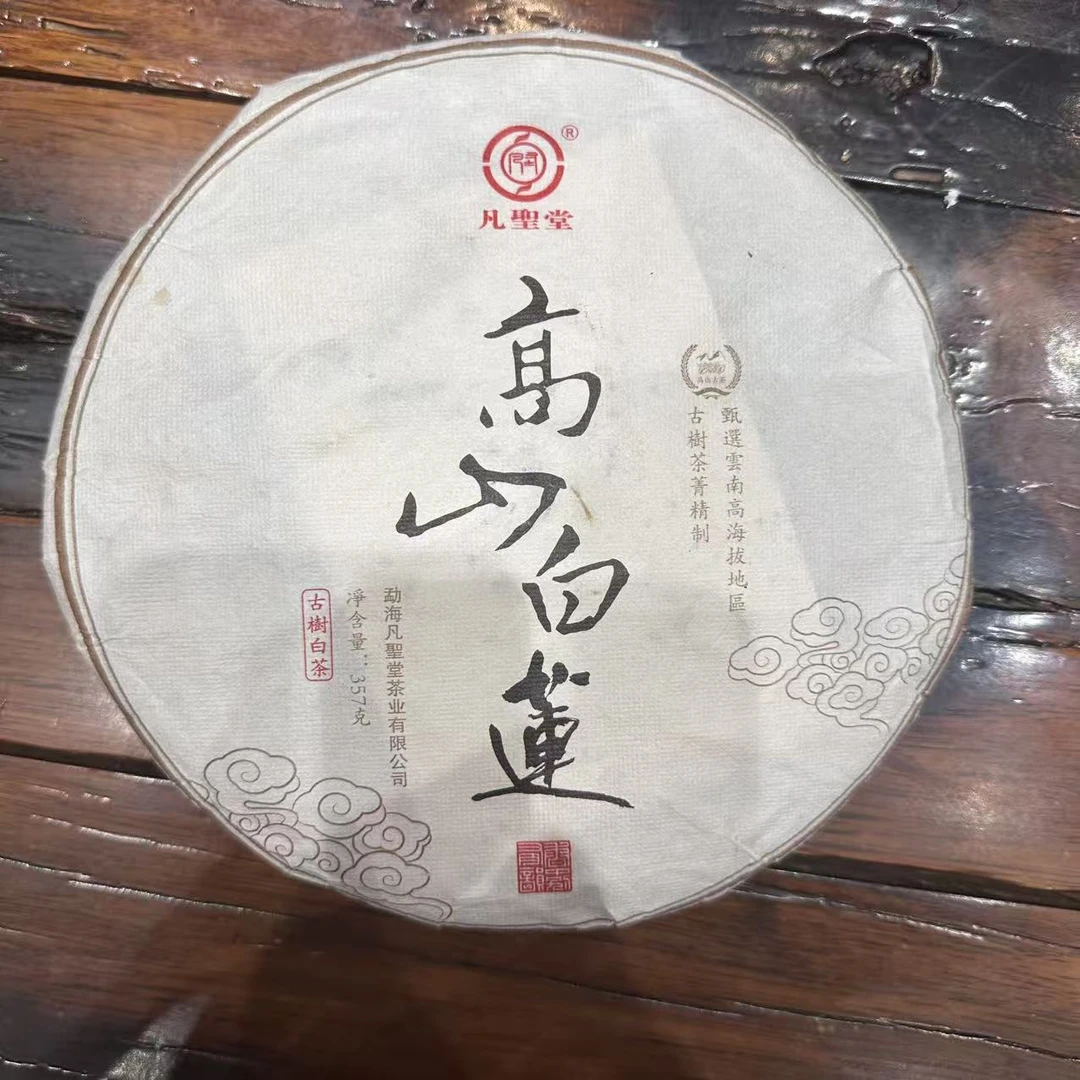 凡聖堂
®
高山白蓮
甄選雲南高海拔地區
古樹茶菁精制
勐海凡聖堂茶业有限公司
淨含量：357克
古樹白茶